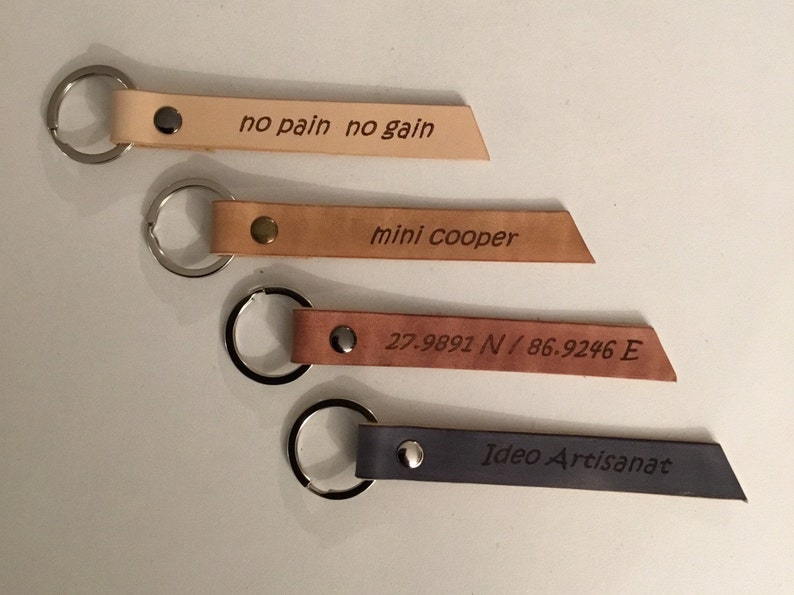 no pain no gain
mini cooper
27.9891 N / 86.9246 E
Ideo Artisanat